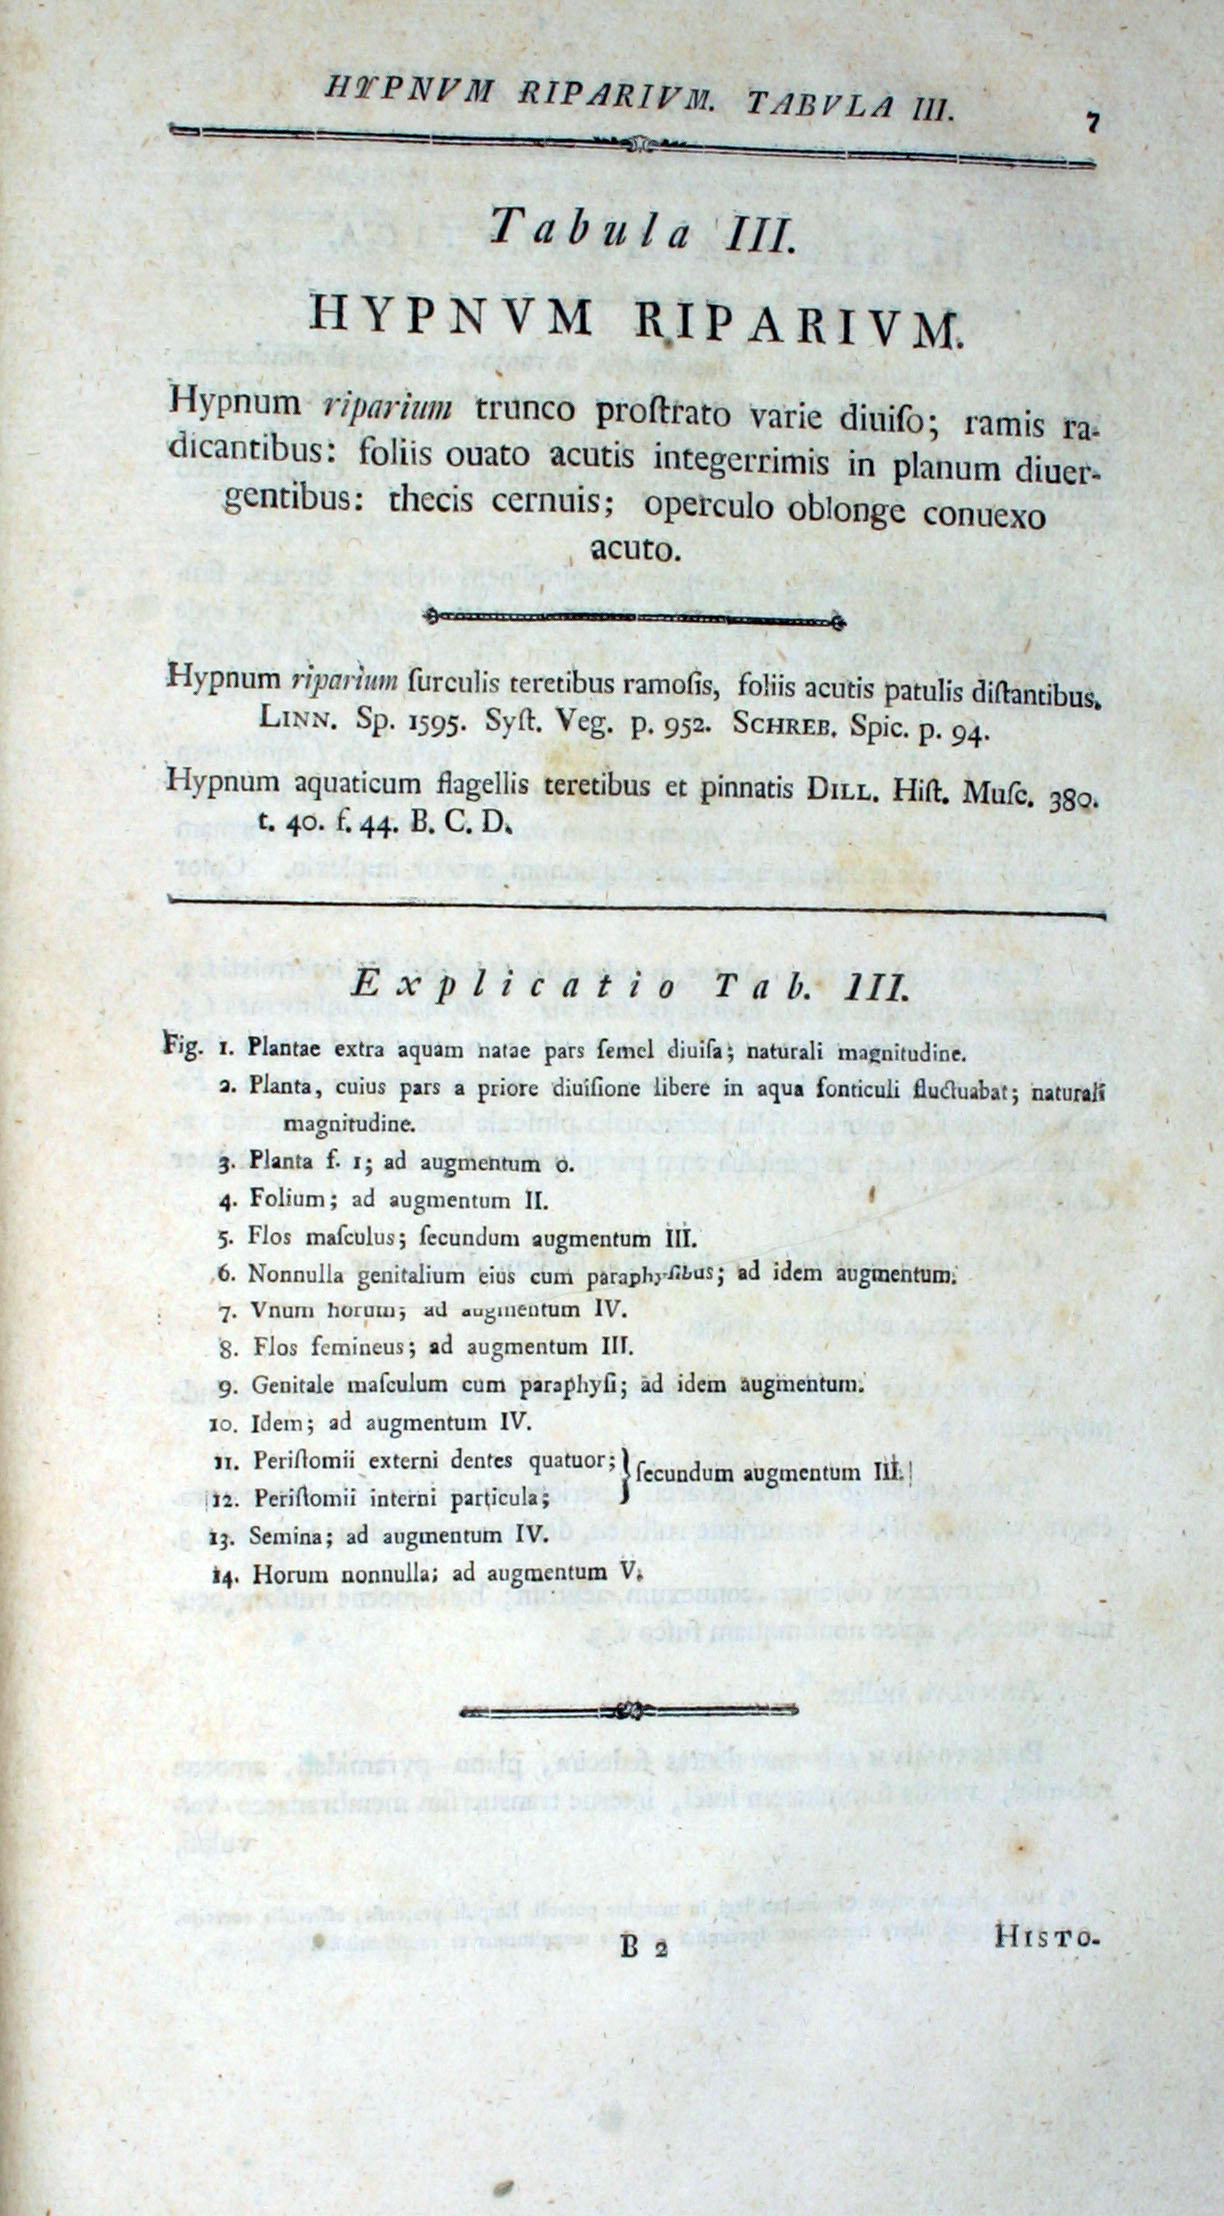 HYPNVM RIPARIVM. TABVLA III. 7
Tabula III.
HYPNVM RIPARIVM.
Hypnum riparium trunco proſtrato varie diuiſo; ramis ra-
dicantibus: foliis ouato acutis integerrimis in planum diuer-
gentibus: thecis cernuis; operculo oblonge conuexo
acuto.
Hypnum riparium ſurculis teretibus ramoſis, foliis acutis patulis diſtantibus.
LINN. Sp. 1595. Syſt. Veg. p. 952. SCHREB. Spic. p. 94.
Hypnum aquaticum flagellis teretibus et pinnatis DILL. Hiſt. Muſc. 380.
t. 40. f. 44. B. C. D.
Explicatio Tab. III.
Fig. 1. Plantae extra aquam natae pars ſemel diuiſa; naturali magnitudine.
2. Planta, cuius pars a priore diuiſione libere in aqua fonticuli fluctuabat; naturali
magnitudine.
3. Planta f. 1; ad augmentum 0.
4. Folium; ad augmentum II.
5. Flos maſculus; ſecundum augmentum III.
6. Nonnulla genitalium eius cum paraphyſibus; ad idem augmentum.
7. Vnum horum; ad augmentum IV.
8. Flos femineus; ad augmentum III.
9. Genitale maſculum cum paraphyſi; ad idem augmentum.
10. Idem; ad augmentum IV.
11. Periſtomii externi dentes quatuor; } ſecundum augmentum III.
12. Periſtomii interni particula;
13. Semina; ad augmentum IV.
14. Horum nonnulla; ad augmentum V.
B 2 HISTO-